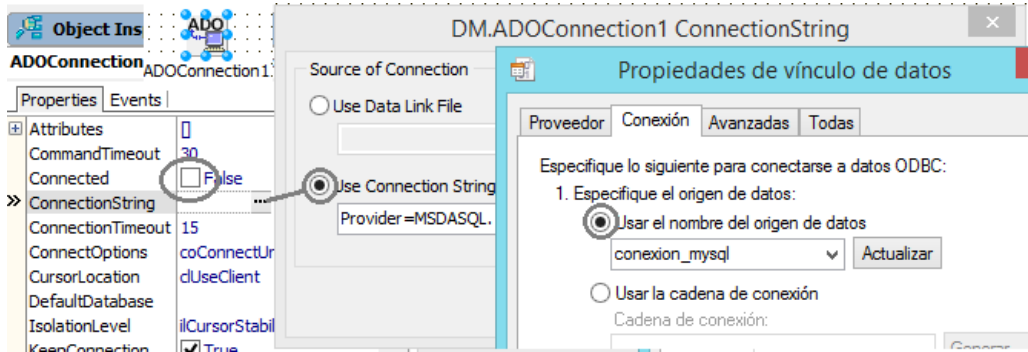 Object Ins
ADOConnection
ADO
ADOConnection1
Properties Events
Attributes []
CommandTimeout 30
Connected False
ConnectionString ...
ConnectionTimeout 15
ConnectOptions coConnectUn
CursorLocation clUseClient
DefaultDatabase
IsolationLevel ilCursorStabil
KeepConnection True
DM.ADOConnection1 ConnectionString
Source of Connection
Use Data Link File
Use Connection String
Provider=MSDASQL.
Propiedades de vínculo de datos
Proveedor Conexión Avanzadas Todas
Especifique lo siguiente para conectarse a datos ODBC:
1. Especifique el origen de datos:
Usar el nombre del origen de datos
conexion_mysql Actualizar
Usar la cadena de conexión
Cadena de conexión:
Generar